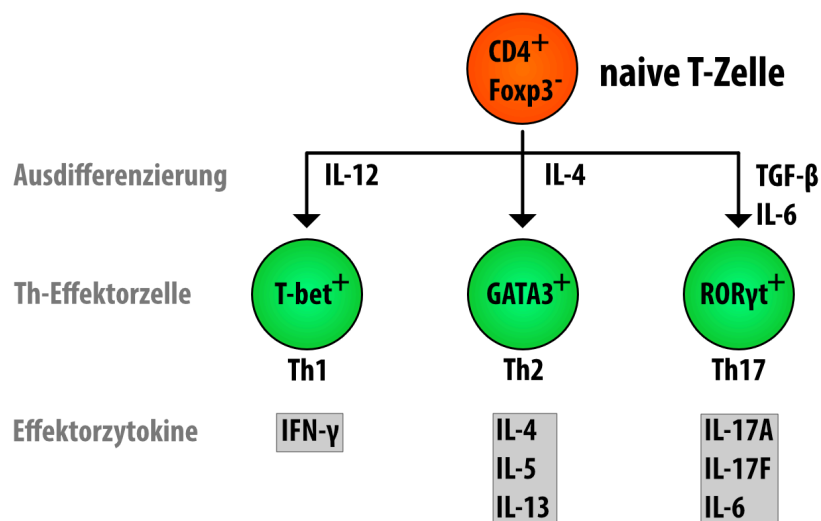 CD4+
Foxp3-
naive T-Zelle
Ausdifferenzierung
IL-12
IL-4
TGF-β
IL-6
Th-Effektorzelle
T-bet+
GATA3+
RORγt+
Th1
Th2
Th17
Effektorzytokine
IFN-γ
IL-4
IL-5
IL-13
IL-17A
IL-17F
IL-6